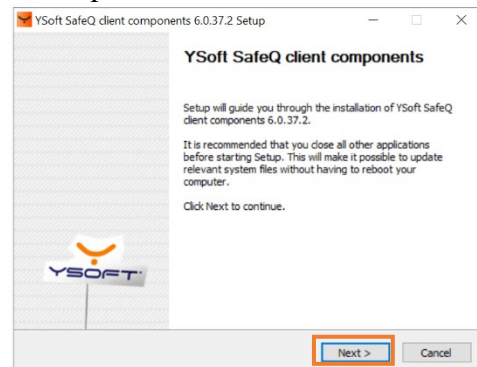 YSoft SafeQ client components 6.0.37.2 Setup
YSoft SafeQ client components
Setup will guide you through the installation of YSoft SafeQ
client components 6.0.37.2.
It is recommended that you close all other applications
before starting Setup. This will make it possible to update
relevant system files without having to reboot your
computer.
Click Next to continue.
YSOFT
Next >
Cancel